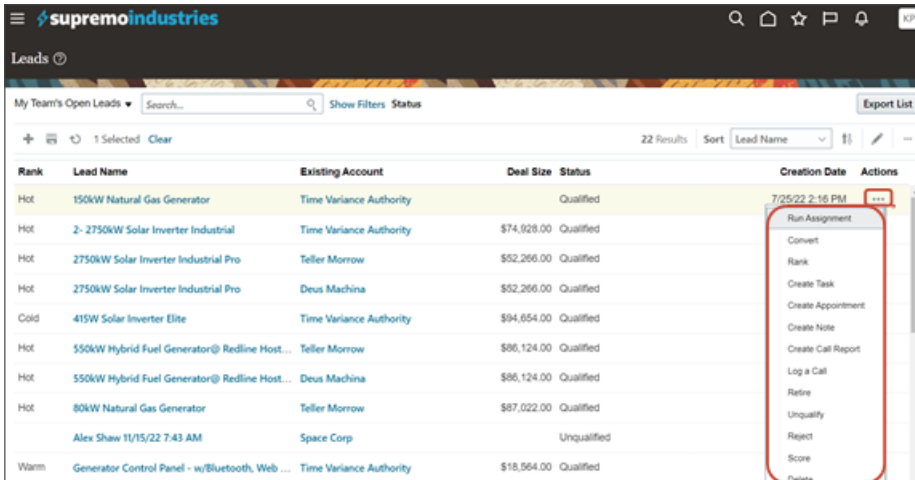 supremoindustries
KP
Leads
My Team's Open Leads Search... Show Filters Status Export List
1 Selected Clear 22 Results Sort Lead Name
Rank Lead Name Existing Account Deal Size Status Creation Date Actions
Hot 150kW Natural Gas Generator Time Variance Authority Qualified 7/25/22 2:16 PM
Run Assignment
Hot 2- 2750kW Solar Inverter Industrial Time Variance Authority $74,928.00 Qualified
Convert
Hot 2750kW Solar Inverter Industrial Pro Teller Morrow $52,266.00 Qualified
Rank
Create Task
Hot 2750kW Solar Inverter Industrial Pro Deus Machina $52,266.00 Qualified
Create Appointment
Cold 415W Solar Inverter Elite Time Variance Authority $94,654.00 Qualified
Create Note
Hot 550kW Hybrid Fuel Generator@ Redline Host... Teller Morrow $86,124.00 Qualified
Create Call Report
Log a Call
Hot 550kW Hybrid Fuel Generator@ Redline Host... Deus Machina $86,124.00 Qualified
Retire
Hot 80kW Natural Gas Generator Teller Morrow $87,022.00 Qualified
Unqualify
Alex Shaw 11/15/22 7:43 AM Space Corp Unqualified
Reject
Score
Warm Generator Control Panel - w/Bluetooth, Web ... Time Variance Authority $18,564.00 Qualified
Delete